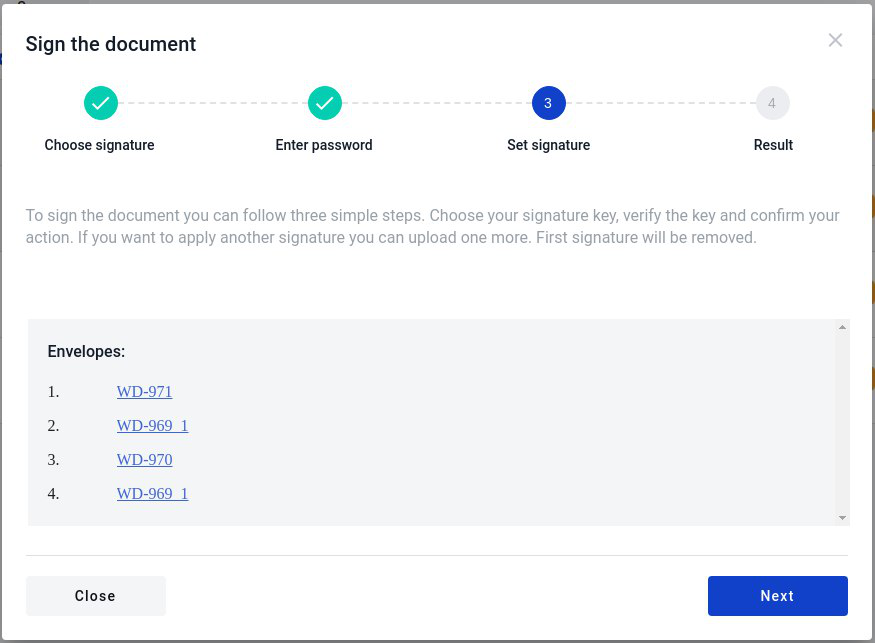 Sign the document
3
4
Choose signature
Enter password
Set signature
Result
To sign the document you can follow three simple steps. Choose your signature key, verify the key and confirm your
action. If you want to apply another signature you can upload one more. First signature will be removed.
Envelopes:
1. WD-971
2. WD-969_1
3. WD-970
4. WD-969_1
Close
Next